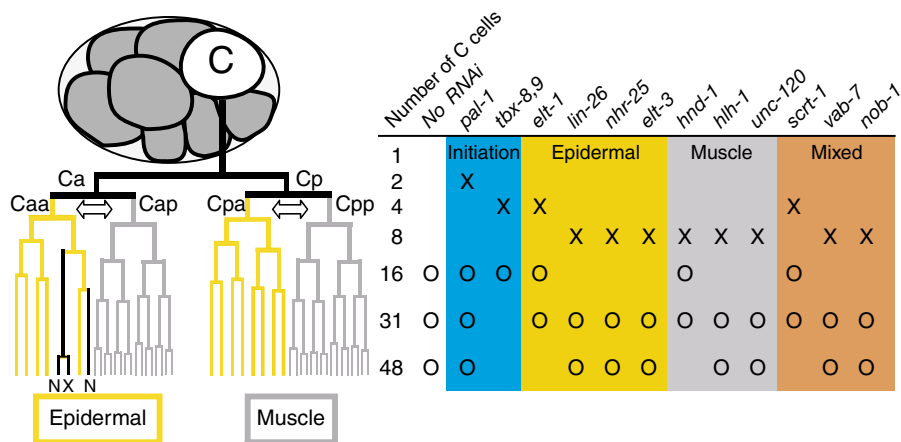 C
Ca
Cp
Caa
Cap
Cpa
Cpp
N X N
Epidermal
Muscle
Number of C cells
No RNAi
pal-1
tbx-8,9
elt-1
lin-26
nhr-25
elt-3
hnd-1
hlh-1
unc-120
scrt-1
vab-7
nob-1
1 Initiation Epidermal Muscle Mixed
2 X
4 X X X
8 X X X X X X X X
16 O O O O O O
31 O O O O O O O O O O O
48 O O O O O O O O O